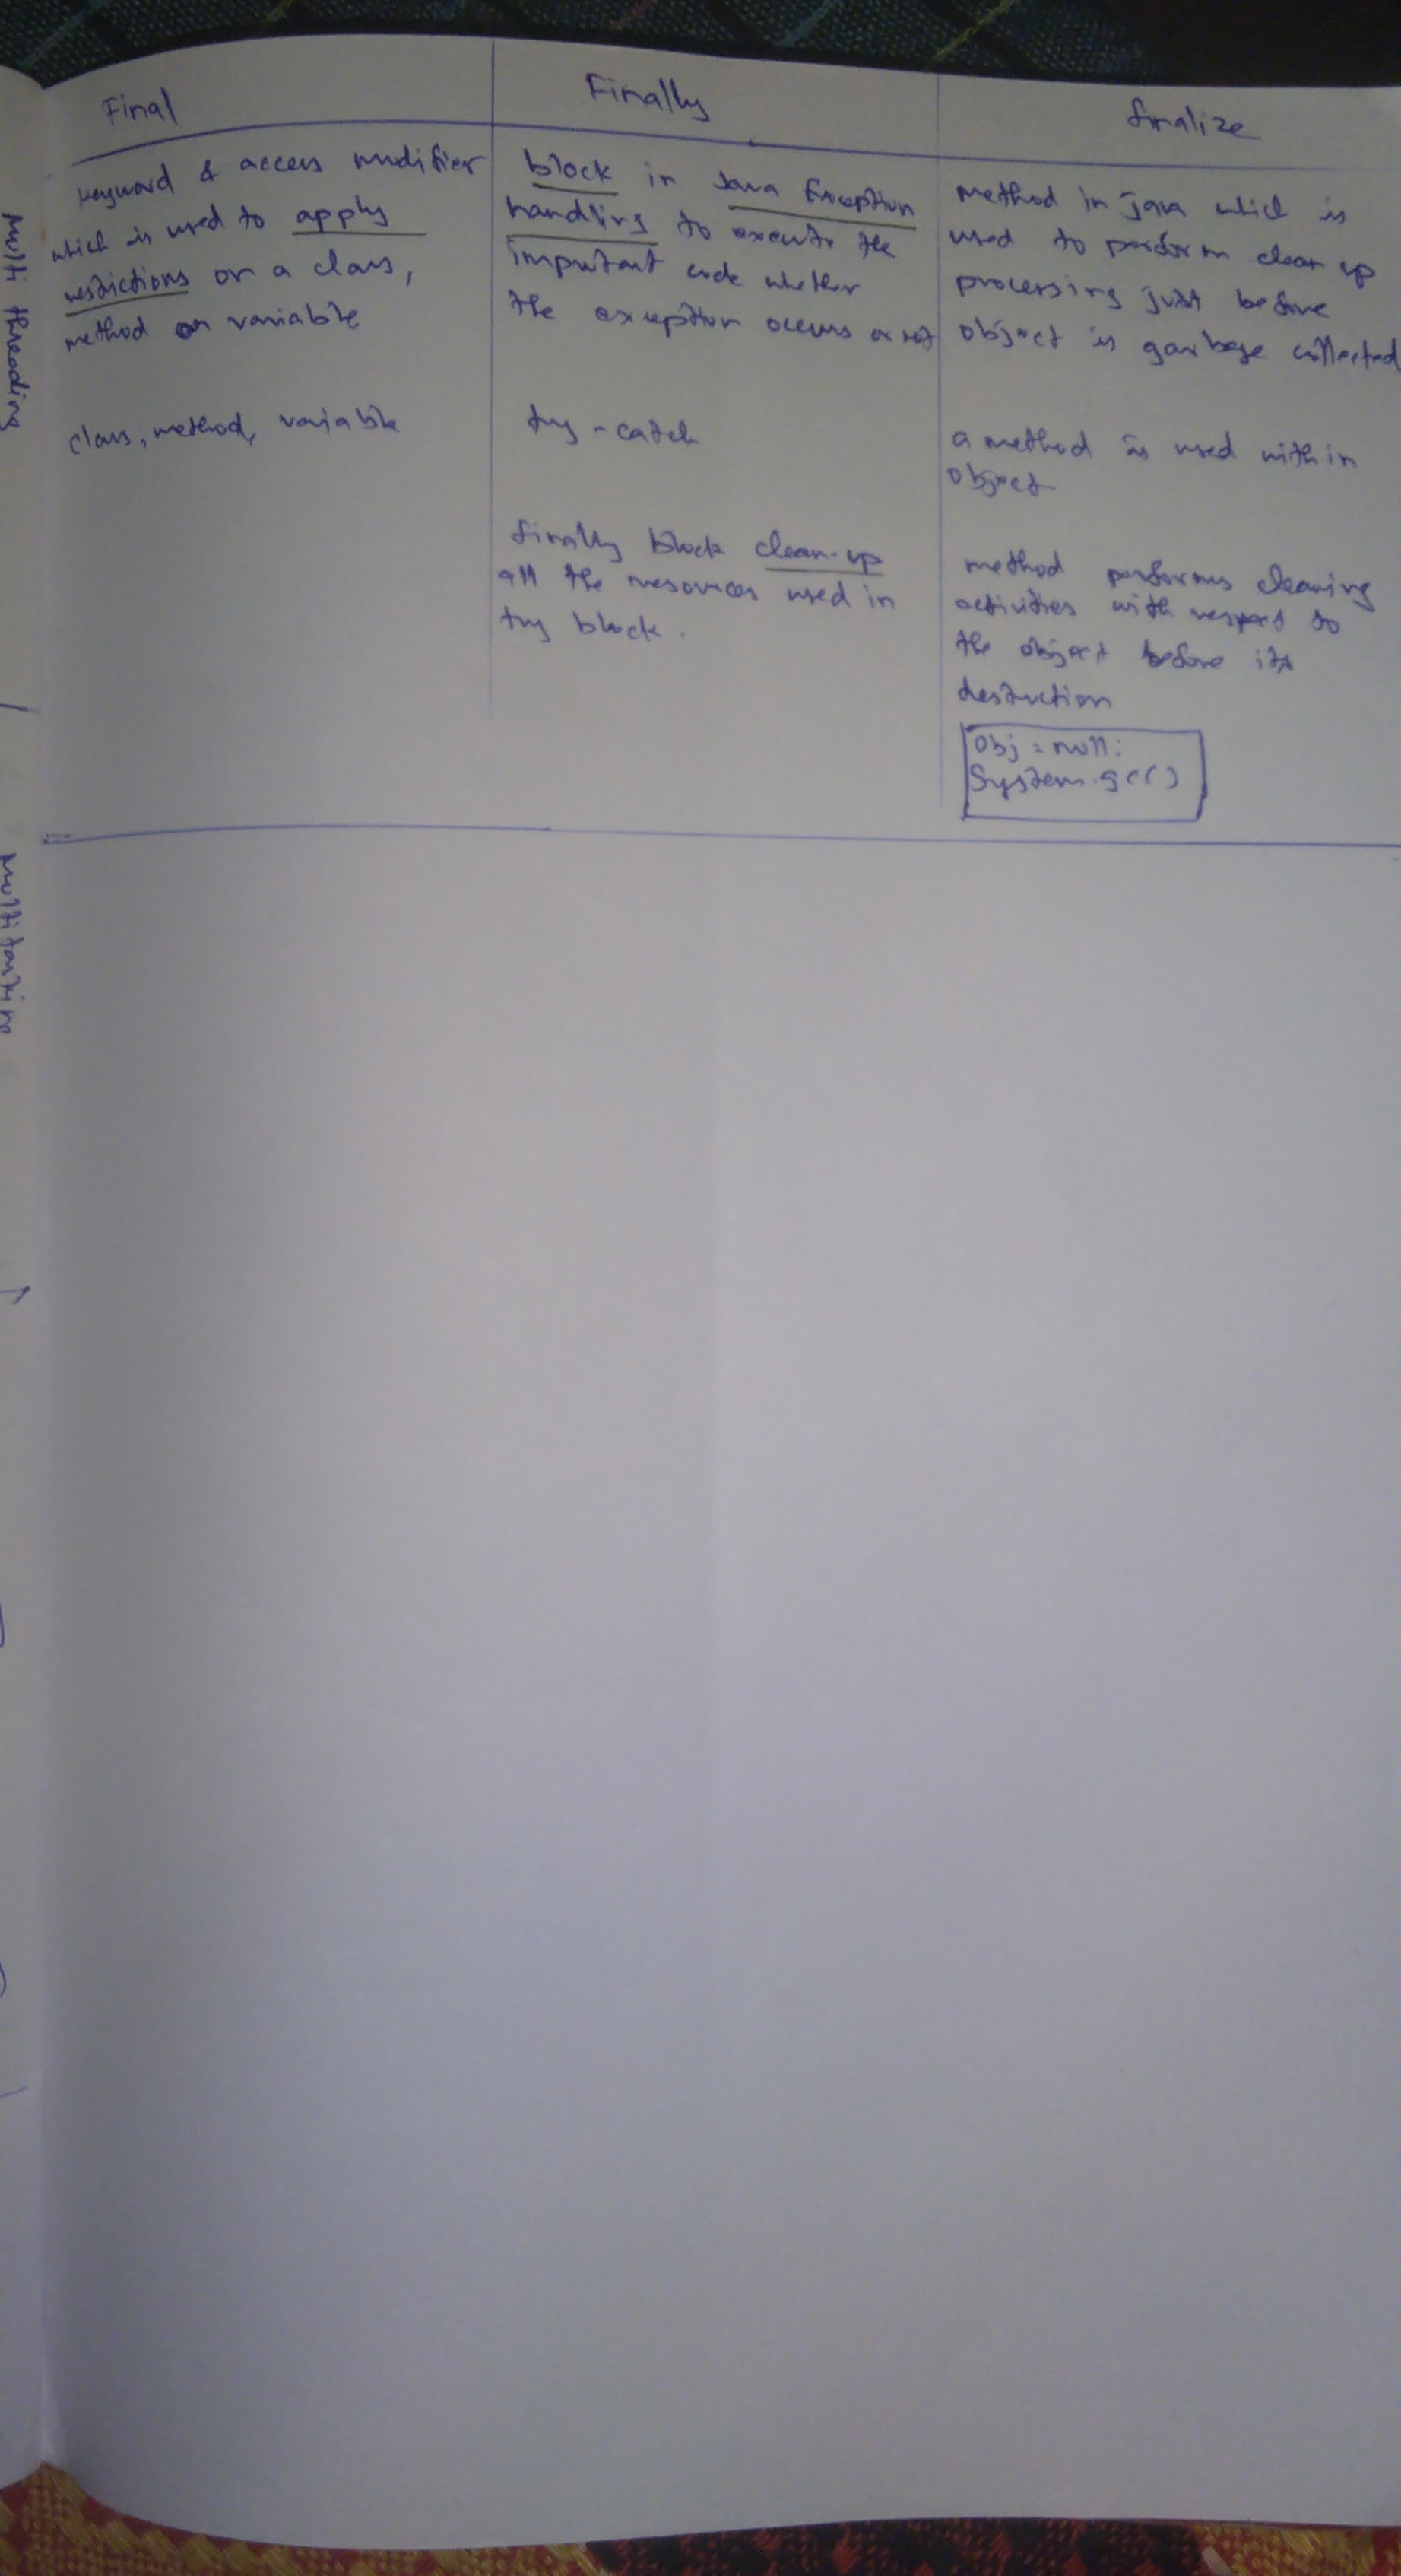 Final
keyword & access modifier
which is used to apply
restrictions on a class,
method or variable
class, method, variable
Finally
block in Java Exception
handling to execute the
important code whether
the exception occurs or not
try-catch
finally block clean-up
all the resources used in
try block.
finalize
method in java which is
used to perform clean up
processing just before
object is garbage collected
a method is used within
object
method performs cleaning
activities with respect to
the object before its
destruction
Obj = null;
System.gc()
Multi threading
Multitasking